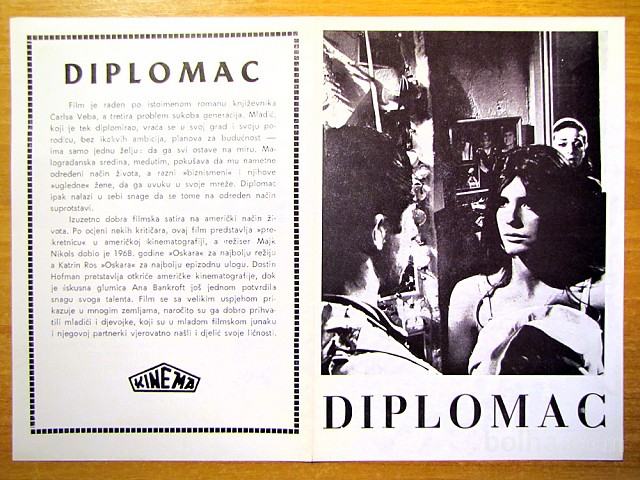 DIPLOMAC
Film je rađen po istoimenom romanu književnika
Čarlsa Veba, a tretira problem sukoba generacija. Mladić,
koji je tek diplomirao, vraća se u svoj grad i svoju po-
rodicu, bez ikakvih ambicija, planova za budućnost —
ima samo jednu želju: da ga svi ostave na miru. Ma-
lograđanska sredina, međutim, pokušava da mu nametne
određeni način života, a razni »biznismeni« i njihove
»ugledne« žene, da ga uvuku u svoje mreže. Diplomac
ipak nalazi u sebi snage da se tome na određen način
suprotstavi.
Izuzetno dobra filmska satira na američki način ži-
vota. Po ocjeni nekih kritičara, ovaj film predstavlja »pre-
kretnicu« u američkoj kinematografiji, a režiser Majk
Nikols dobio je 1968. godine »Oskara« za najbolju režiju
a Katrin Ros »Oskara« za najbolju epizodnu ulogu. Dostin
Hofman pretstavlja otkriće američke kinematografije, dok
je iskusna glumica Ana Bankroft još jednom potvrdila
snagu svoga talenta. Film se sa velikim uspjehom pri-
kazuje u mnogim zemljama, naročito su ga dobro prihva-
tili mladići i djevojke, koji su u mladom filmskom junaku
i njegovoj partnerki vjerovatno našli i djelić svoje ličnosti.
KINEMA
DIPLOMAC